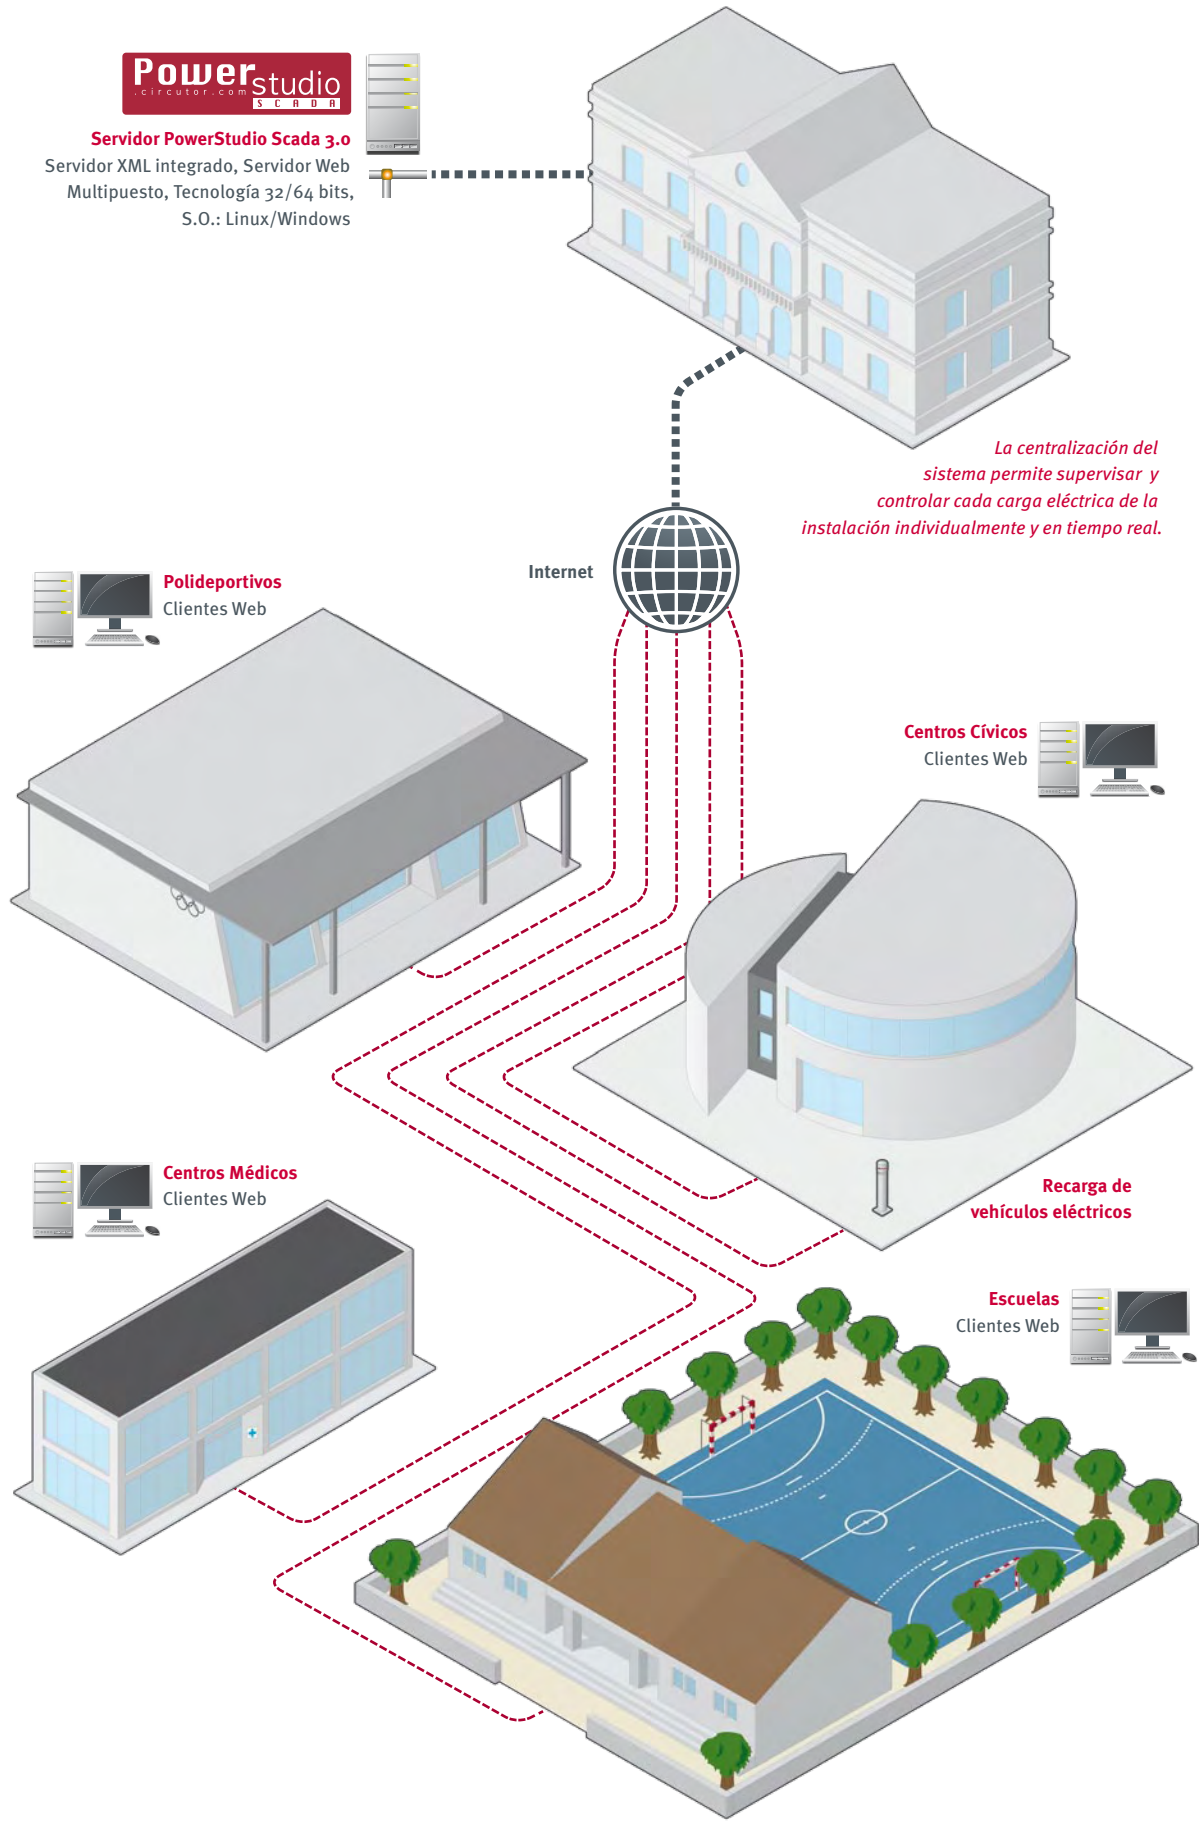 Power studio
.circutor.com
SCADA
Servidor PowerStudio Scada 3.0
Servidor XML integrado, Servidor Web
Multipuesto, Tecnología 32/64 bits,
S.O.: Linux/Windows
La centralización del
sistema permite supervisar y
controlar cada carga eléctrica de la
instalación individualmente y en tiempo real.
Internet
Polideportivos
Clientes Web
Centros Cívicos
Clientes Web
Centros Médicos
Clientes Web
Recarga de
vehículos eléctricos
Escuelas
Clientes Web